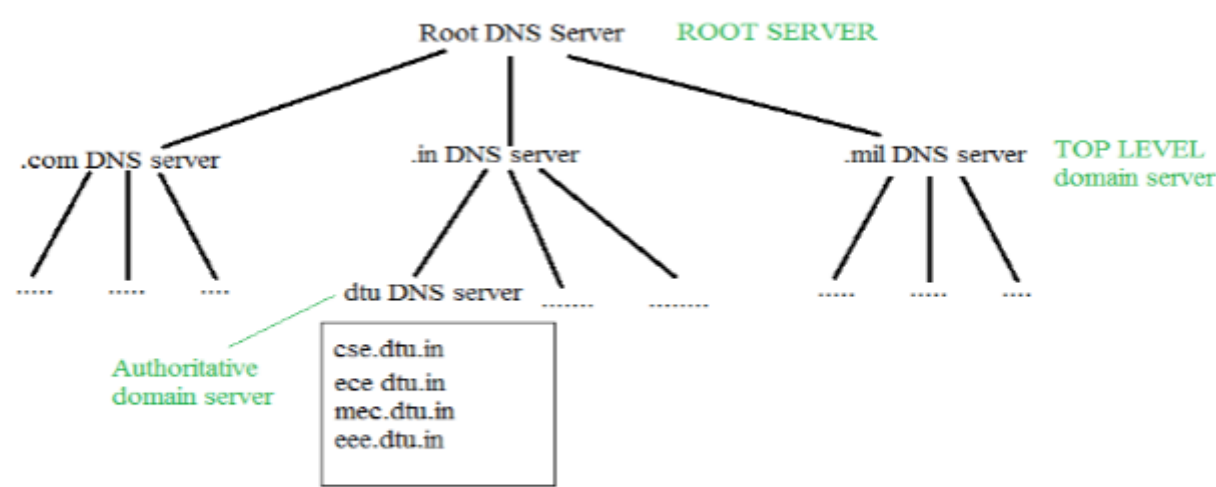 Root DNS Server ROOT SERVER
.com DNS server .in DNS server .mil DNS server TOP LEVEL
domain server
..... ..... .... dtu DNS server ....... ........ ..... ..... ....
Authoritative
domain server
cse.dtu.in
ece dtu.in
mec.dtu.in
eee.dtu.in